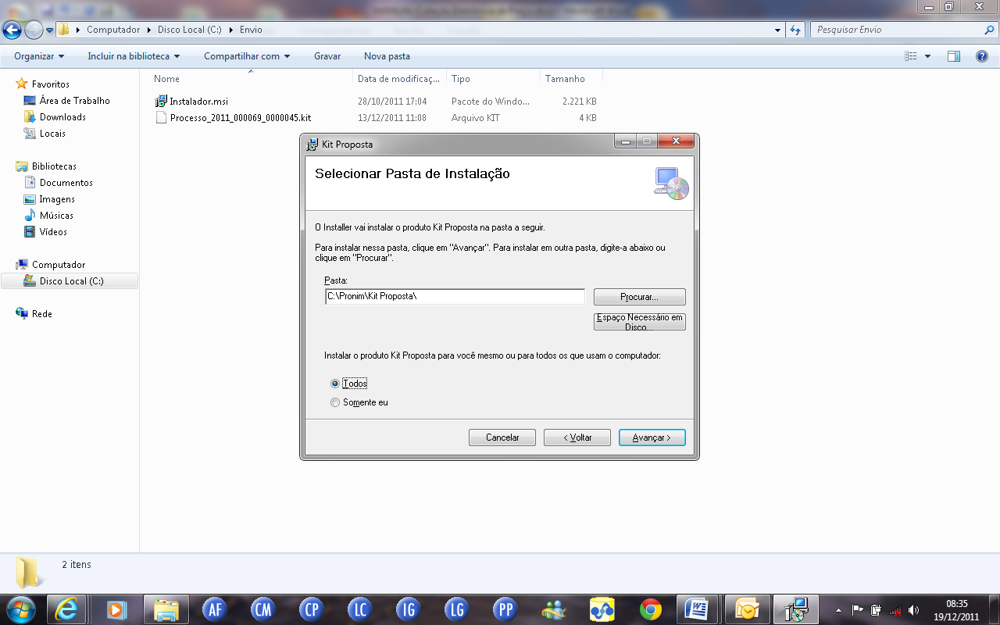 Computador
Disco Local (C:)
Envio
Pesquisar Envio
Organizar
Incluir na biblioteca
Compartilhar com
Gravar
Nova pasta
Nome
Data de modificaç...
Tipo
Tamanho
Instalador.msi
28/10/2011 17:04
Pacote do Windo...
2.221 KB
Processo_2011_000069_0000045.kit
13/12/2011 11:08
Arquivo KIT
4 KB
Favoritos
Área de Trabalho
Downloads
Locais
Bibliotecas
Documentos
Imagens
Músicas
Vídeos
Computador
Disco Local (C:)
Rede
Kit Proposta
Selecionar Pasta de Instalação
O Installer vai instalar o produto Kit Proposta na pasta a seguir.
Para instalar nessa pasta, clique em "Avançar". Para instalar em outra pasta, digite-a abaixo ou
clique em "Procurar".
Pasta:
C:\Pronim\Kit Proposta\
Procurar...
Espaço Necessário em
Disco...
Instalar o produto Kit Proposta para você mesmo ou para todos os que usam o computador:
Todos
Somente eu
Cancelar
< Voltar
Avançar >
2 itens
AF
CM
CP
LC
IG
LG
PP
08:35
19/12/2011